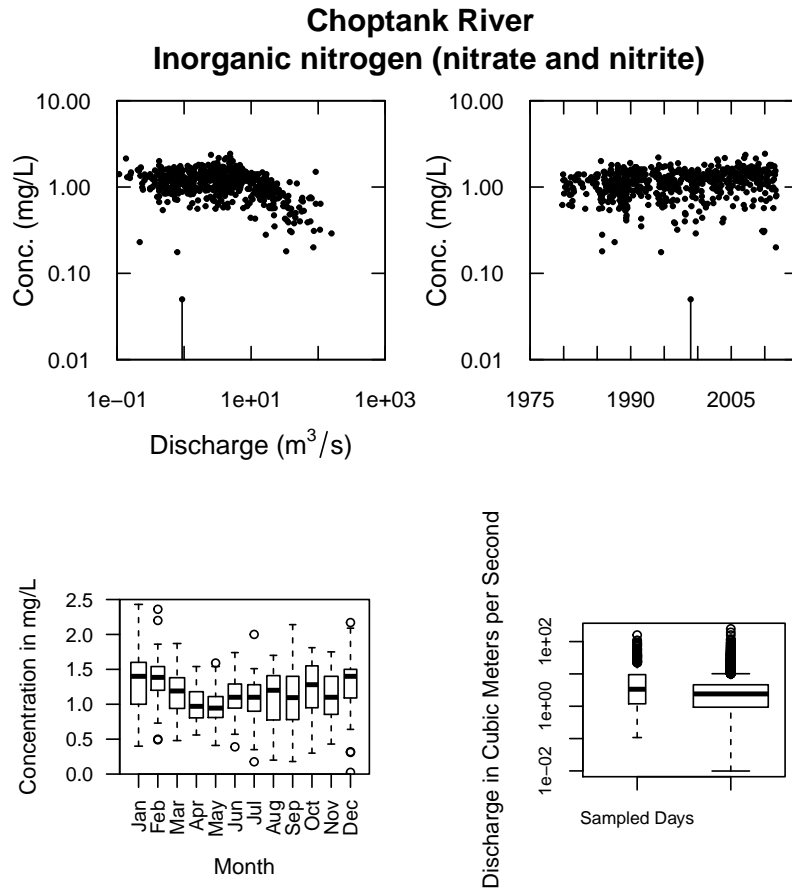 Choptank River
Inorganic nitrogen (nitrate and nitrite)
10.00
1.00
0.10
0.01
Conc. (mg/L)
1e−01
1e+01
1e+03
Discharge (m³/s)
10.00
1.00
0.10
0.01
Conc. (mg/L)
1975
1990
2005
2.5
2.0
1.5
1.0
0.5
0.0
Concentration in mg/L
Jan
Feb
Mar
Apr
May
Jun
Jul
Aug
Sep
Oct
Nov
Dec
Month
Discharge in Cubic Meters per Second
1e+02
1e+00
1e−02
Sampled Days